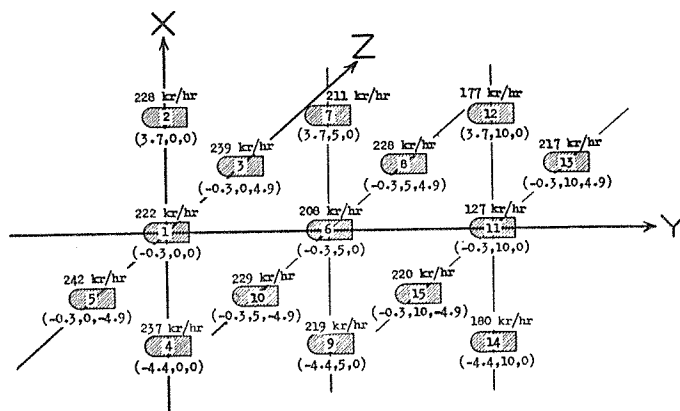 X
Z
228 kr/hr
2
(3.7,0,0)
211 kr/hr
7
(3.7,5,0)
177 kr/hr
12
(3.7,10,0)
239 kr/hr
3
(-0.3,0,4.9)
228 kr/hr
8
(-0.3,5,4.9)
217 kr/hr
13
(-0.3,10,4.9)
222 kr/hr
1
(-0.3,0,0)
208 kr/hr
6
(-0.3,5,0)
127 kr/hr
11
(-0.3,10,0)
Y
242 kr/hr
5
(-0.3,0,-4.9)
229 kr/hr
10
(-0.3,5,-4.9)
220 kr/hr
15
(-0.3,10,-4.9)
237 kr/hr
4
(-4.4,0,0)
219 kr/hr
9
(-4.4,5,0)
180 kr/hr
14
(-4.4,10,0)